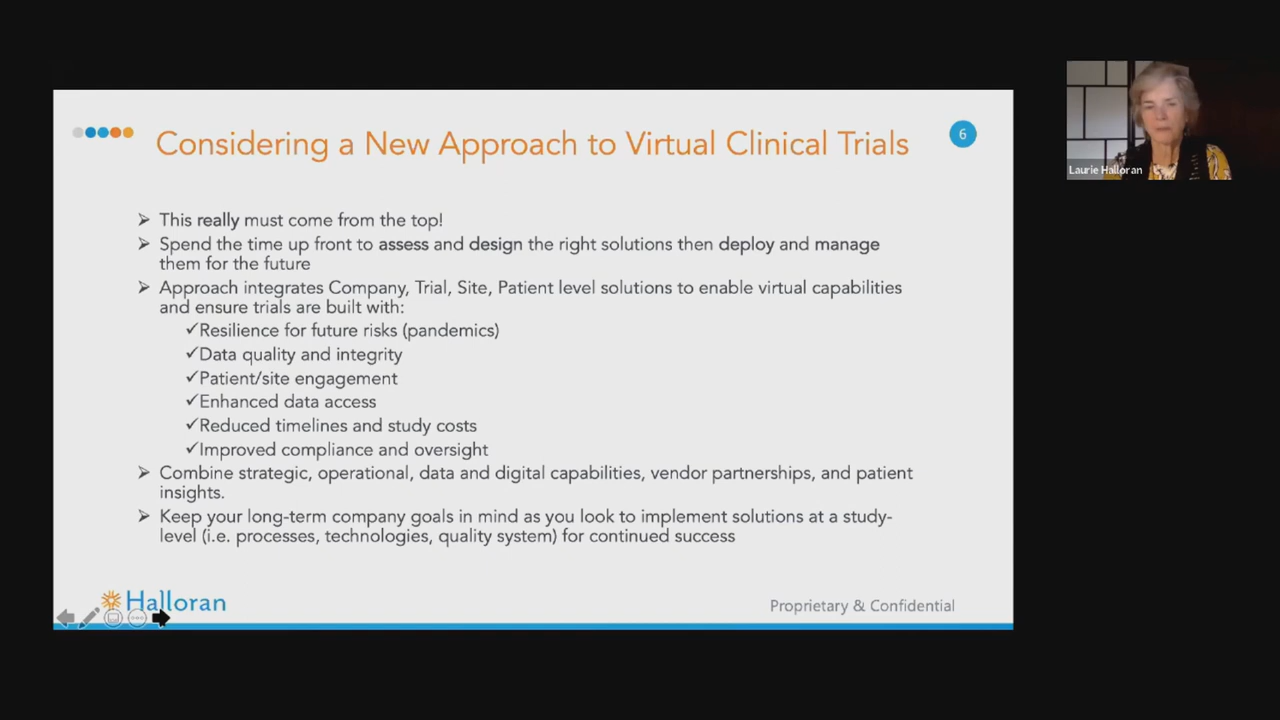 Considering a New Approach to Virtual Clinical Trials
6
Laurie Halloran
➢ This really must come from the top!
➢ Spend the time up front to assess and design the right solutions then deploy and manage
them for the future
➢ Approach integrates Company, Trial, Site, Patient level solutions to enable virtual capabilities
and ensure trials are built with:
✓Resilience for future risks (pandemics)
✓Data quality and integrity
✓Patient/site engagement
✓Enhanced data access
✓Reduced timelines and study costs
✓Improved compliance and oversight
➢ Combine strategic, operational, data and digital capabilities, vendor partnerships, and patient
insights.
➢ Keep your long-term company goals in mind as you look to implement solutions at a study-
level (i.e. processes, technologies, quality system) for continued success
Halloran
Proprietary & Confidential